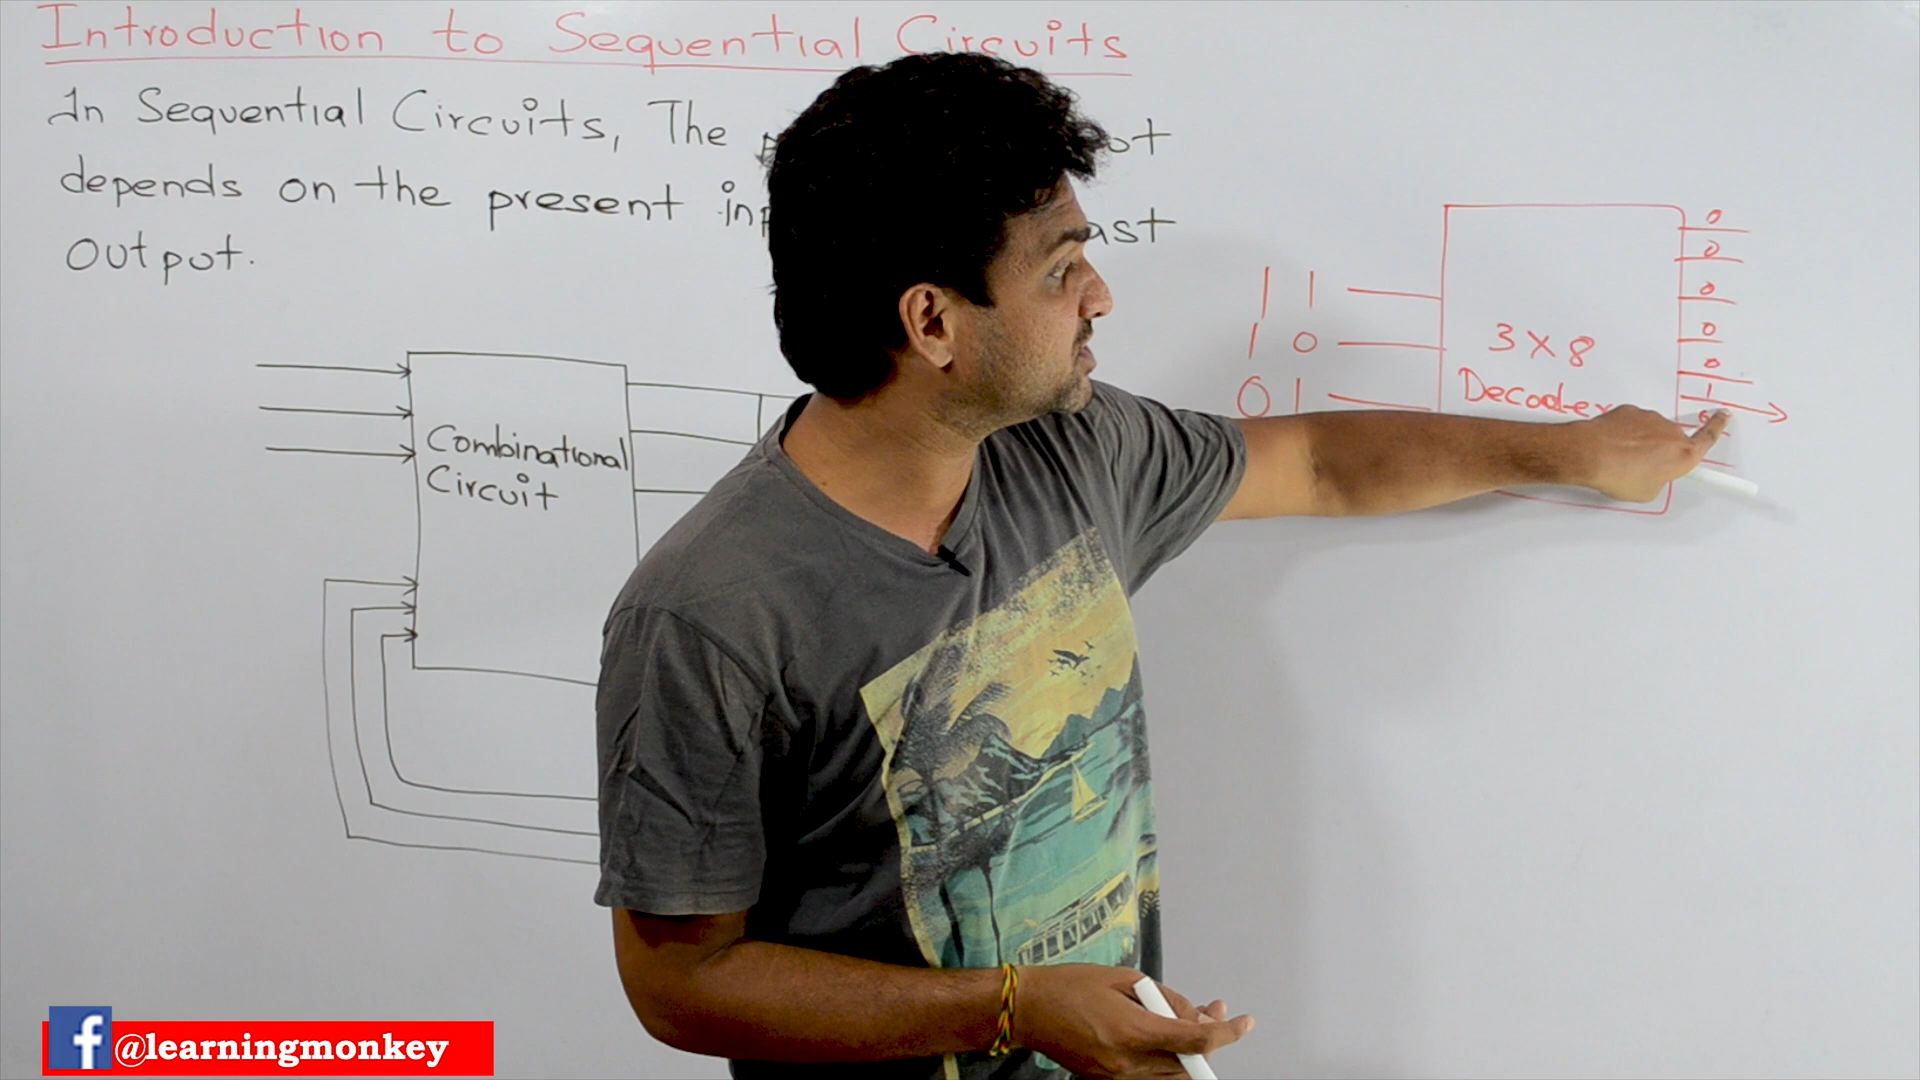 Introduction to Sequential Circuits
In Sequential Circuits, The
depends on the present
output.
Combinational
Circuit
1 1
1 0
0 1
3 X 8
Decoder
0
0
0
0
0
1
@learningmonkey